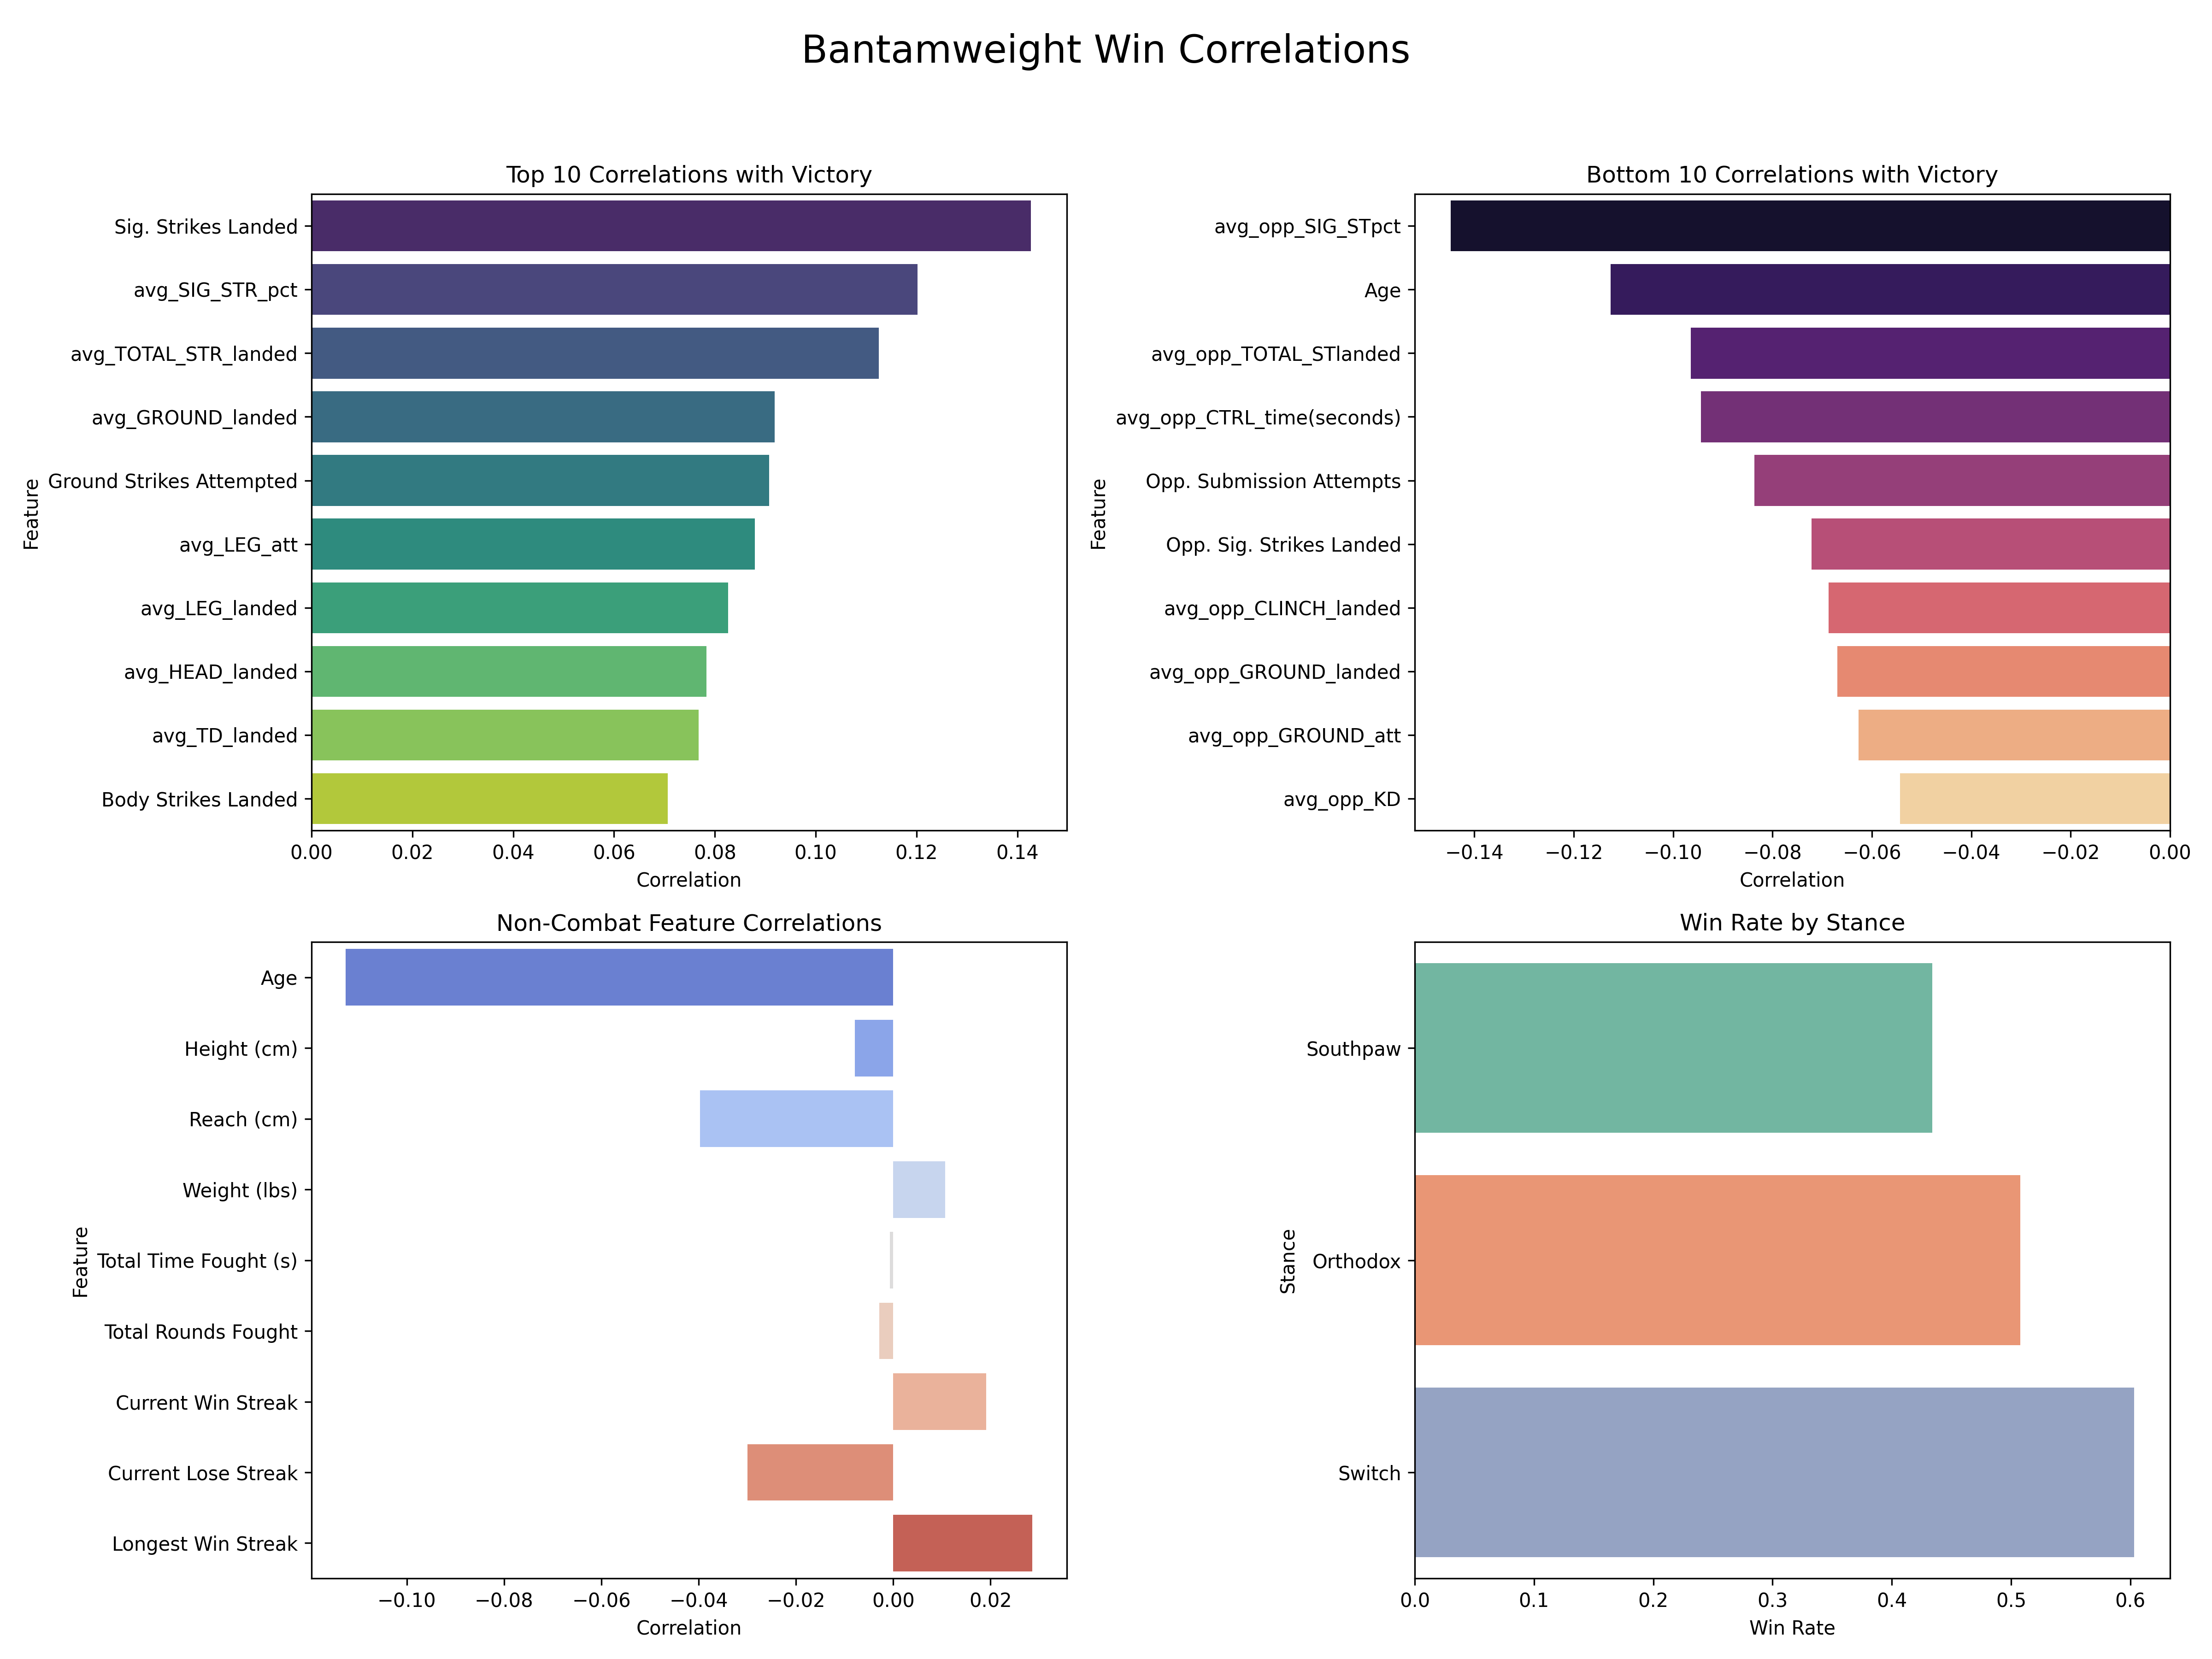 Bantamweight Win Correlations
Top 10 Correlations with Victory
Feature
Sig. Strikes Landed
avg_SIG_STR_pct
avg_TOTAL_STR_landed
avg_GROUND_landed
Ground Strikes Attempted
avg_LEG_att
avg_LEG_landed
avg_HEAD_landed
avg_TD_landed
Body Strikes Landed
0.00 0.02 0.04 0.06 0.08 0.10 0.12 0.14
Correlation
Bottom 10 Correlations with Victory
Feature
avg_opp_SIG_STpct
Age
avg_opp_TOTAL_STlanded
avg_opp_CTRL_time(seconds)
Opp. Submission Attempts
Opp. Sig. Strikes Landed
avg_opp_CLINCH_landed
avg_opp_GROUND_landed
avg_opp_GROUND_att
avg_opp_KD
−0.14 −0.12 −0.10 −0.08 −0.06 −0.04 −0.02 0.00
Correlation
Non-Combat Feature Correlations
Feature
Age
Height (cm)
Reach (cm)
Weight (lbs)
Total Time Fought (s)
Total Rounds Fought
Current Win Streak
Current Lose Streak
Longest Win Streak
−0.10 −0.08 −0.06 −0.04 −0.02 0.00 0.02
Correlation
Win Rate by Stance
Stance
Southpaw
Orthodox
Switch
0.0 0.1 0.2 0.3 0.4 0.5 0.6
Win Rate